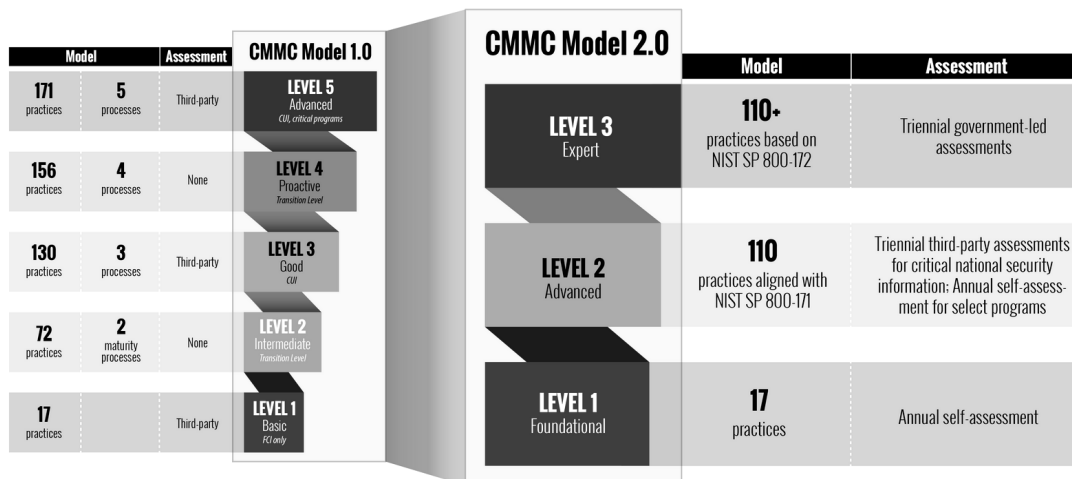 CMMC Model 1.0
Model
Assessment
171
practices
5
processes
Third-party
LEVEL 5
Advanced
CUI, critical programs
156
practices
4
processes
None
LEVEL 4
Proactive
Transition Level
130
practices
3
processes
Third-party
LEVEL 3
Good
CUI
72
practices
2
maturity
processes
None
LEVEL 2
Intermediate
Transition Level
17
practices
Third-party
LEVEL 1
Basic
FCI only
CMMC Model 2.0
Model
Assessment
LEVEL 3
Expert
110+
practices based on
NIST SP 800-172
Triennial government-led
assessments
LEVEL 2
Advanced
110
practices aligned with
NIST SP 800-171
Triennial third-party assessments
for critical national security
information; Annual self-assess-
ment for select programs
LEVEL 1
Foundational
17
practices
Annual self-assessment